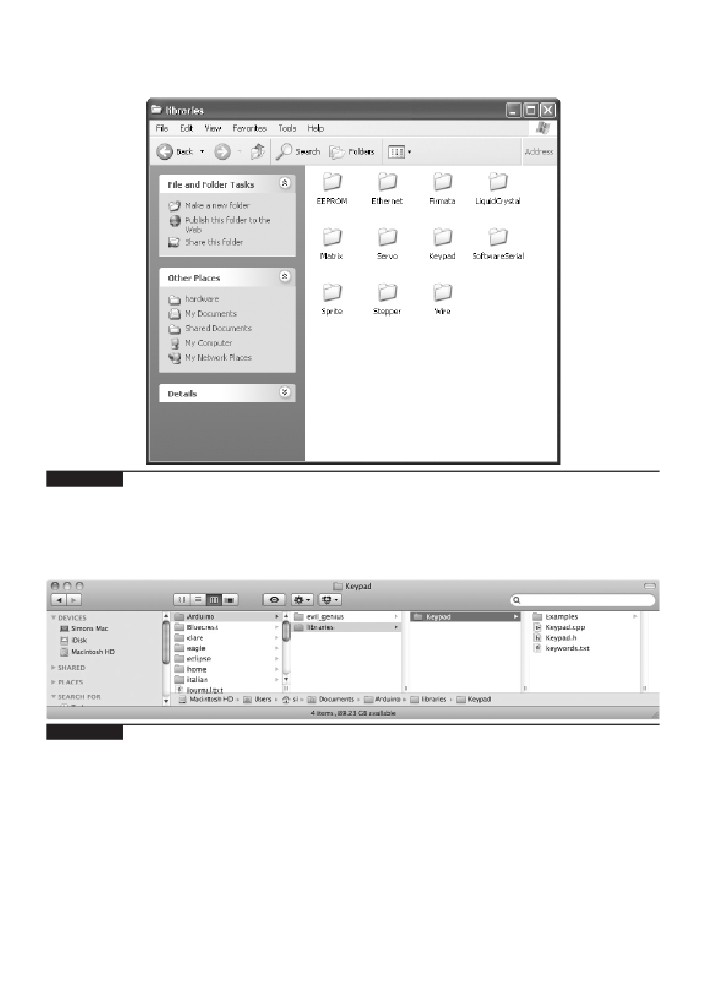 libraries
File Edit View Favorites Tools Help
Back Search Folders Address
File and Folder Tasks
Make a new folder
Publish this folder to the
Web
Share this folder
Other Places
hardware
My Documents
Shared Documents
My Computer
My Network Places
Details
EEPROM Ethernet Firmata LiquidCrystal
Matrix Servo Keypad SoftwareSerial
Sprite Stepper Wire
Keypad
DEVICES
Simons Mac
iDisk
Macintosh HD
SHARED
PLACES
SEARCH FOR
Arduino
Bluecrest
clare
eagle
eclipse
home
italian
journal.txt
evil_genius
libraries
Keypad
Examples
Keypad.cpp
Keypad.h
keywords.txt
Macintosh HD Users si Documents Arduino libraries Keypad
4 items, 89.23 GB available